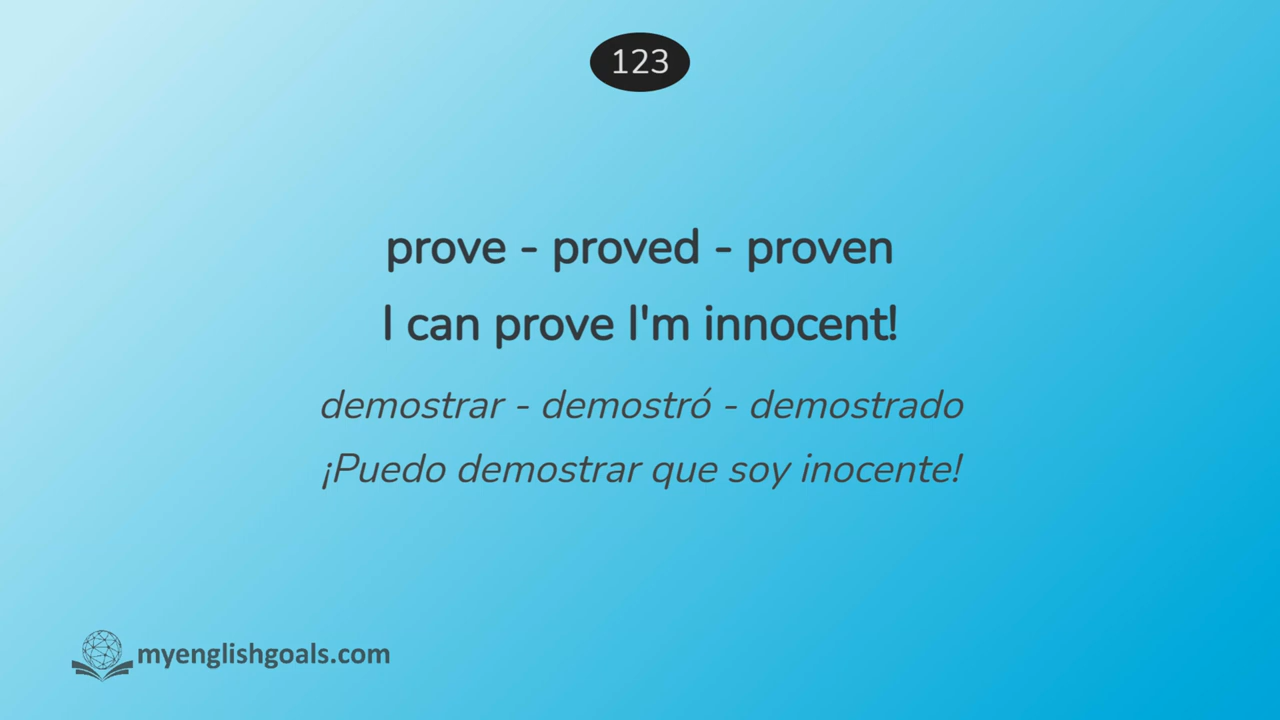 123
prove - proved - proven
I can prove I'm innocent!
demostrar - demostró - demostrado
¡Puedo demostrar que soy inocente!
myenglishgoals.com